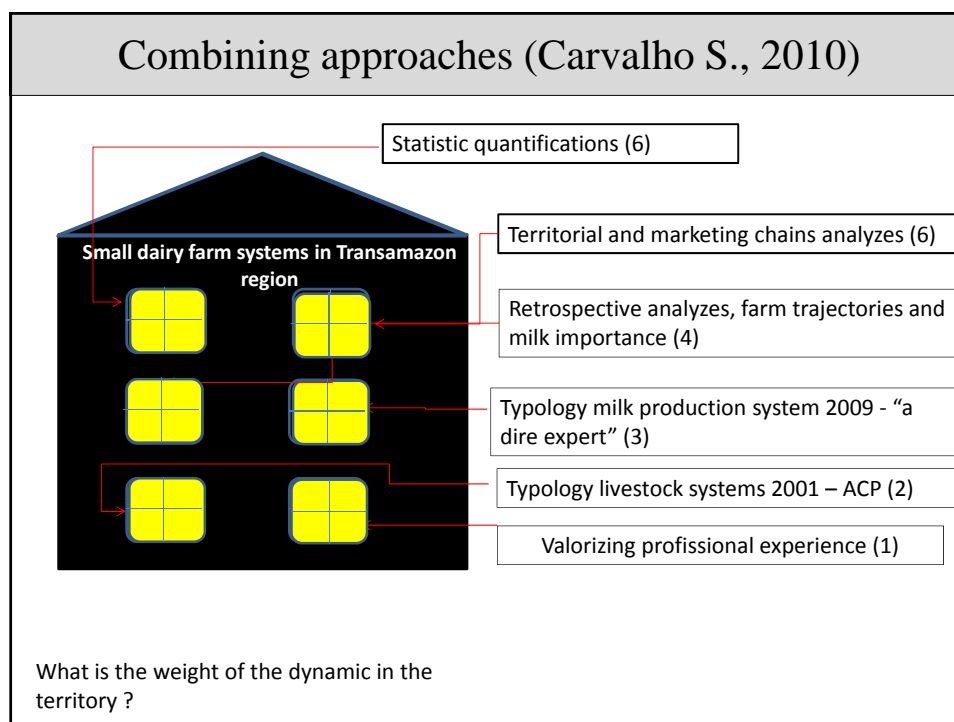 Combining approaches (Carvalho S., 2010)
Statistic quantifications (6)
Small dairy farm systems in Transamazon
region
Territorial and marketing chains analyzes (6)
Retrospective analyzes, farm trajectories and
milk importance (4)
Typology milk production system 2009 - “a
dire expert” (3)
Typology livestock systems 2001 – ACP (2)
Valorizing profissional experience (1)
What is the weight of the dynamic in the
territory ?